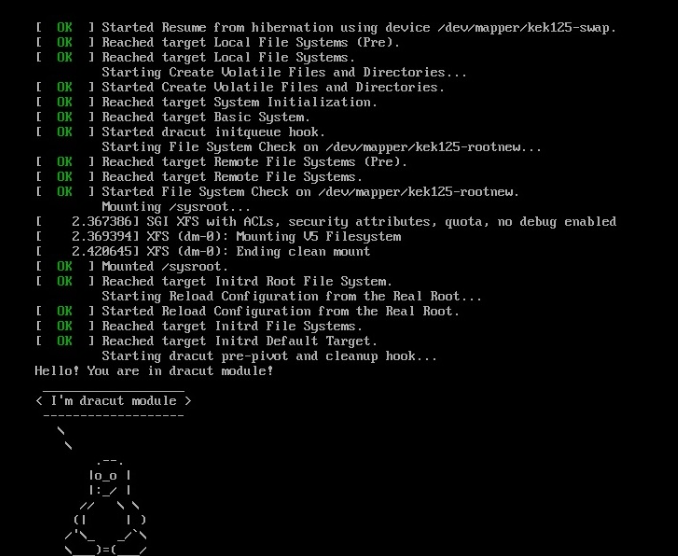 [  OK  ] Started Resume from hibernation using device /dev/mapper/kek125-swap.
[  OK  ] Reached target Local File Systems (Pre).
[  OK  ] Reached target Local File Systems.
         Starting Create Volatile Files and Directories...
[  OK  ] Started Create Volatile Files and Directories.
[  OK  ] Reached target System Initialization.
[  OK  ] Reached target Basic System.
[  OK  ] Started dracut initqueue hook.
         Starting File System Check on /dev/mapper/kek125-rootnew...
[  OK  ] Reached target Remote File Systems (Pre).
[  OK  ] Reached target Remote File Systems.
[  OK  ] Started File System Check on /dev/mapper/kek125-rootnew.
         Mounting /sysroot...
[    2.367386] SGI XFS with ACLs, security attributes, quota, no debug enabled
[    2.369394] XFS (dm-0): Mounting V5 Filesystem
[    2.420645] XFS (dm-0): Ending clean mount
[  OK  ] Mounted /sysroot.
[  OK  ] Reached target Initrd Root File System.
         Starting Reload Configuration from the Real Root...
[  OK  ] Started Reload Configuration from the Real Root.
[  OK  ] Reached target Initrd File Systems.
[  OK  ] Reached target Initrd Default Target.
         Starting dracut pre-pivot and cleanup hook...
Hello! You are in dracut module!
 ___________________
< I'm dracut module >
 -------------------
   \
    \
        .--.
       |o_o |
       |:_/ |
      //   \ \
     (|     | )
    /'\_   _/`\
    \___)=(___/